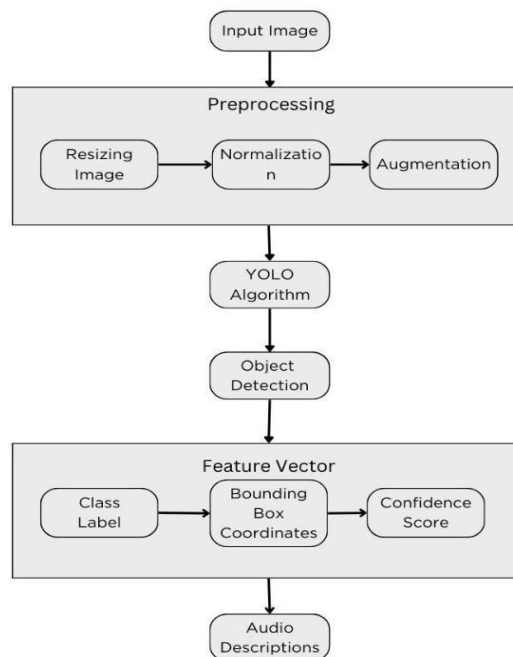 Input Image
Preprocessing
Resizing
Image
Normalizatio
n
Augmentation
YOLO
Algorithm
Object
Detection
Feature Vector
Class
Label
Bounding
Box
Coordinates
Confidence
Score
Audio
Descriptions